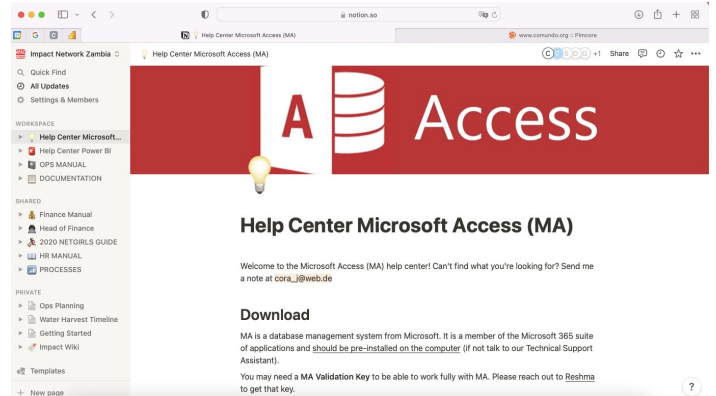 notion.so
Help Center Microsoft Access (MA)
www.comundo.org :: Pimcore
Impact Network Zambia
Help Center Microsoft Access (MA)
+1 Share
Quick Find
All Updates
Settings & Members
WORKSPACE
Help Center Microsoft...
Help Center Power BI
OPS MANUAL
DOCUMENTATION
SHARED
Finance Manual
Head of Finance
2020 NETGIRLS GUIDE
HR MANUAL
PROCESSES
PRIVATE
Ops Planning
Water Harvest Timeline
Getting Started
Impact Wiki
Templates
+ New page
A Access
Help Center Microsoft Access (MA)
Welcome to the Microsoft Access (MA) help center! Can't find what you're looking for? Send me
a note at cora_j@web.de
Download
MA is a database management system from Microsoft. It is a member of the Microsoft 365 suite
of applications and should be pre-installed on the computer (if not talk to our Technical Support
Assistant).
You may need a MA Validation Key to be able to work fully with MA. Please reach out to Reshma
to get that key.
?